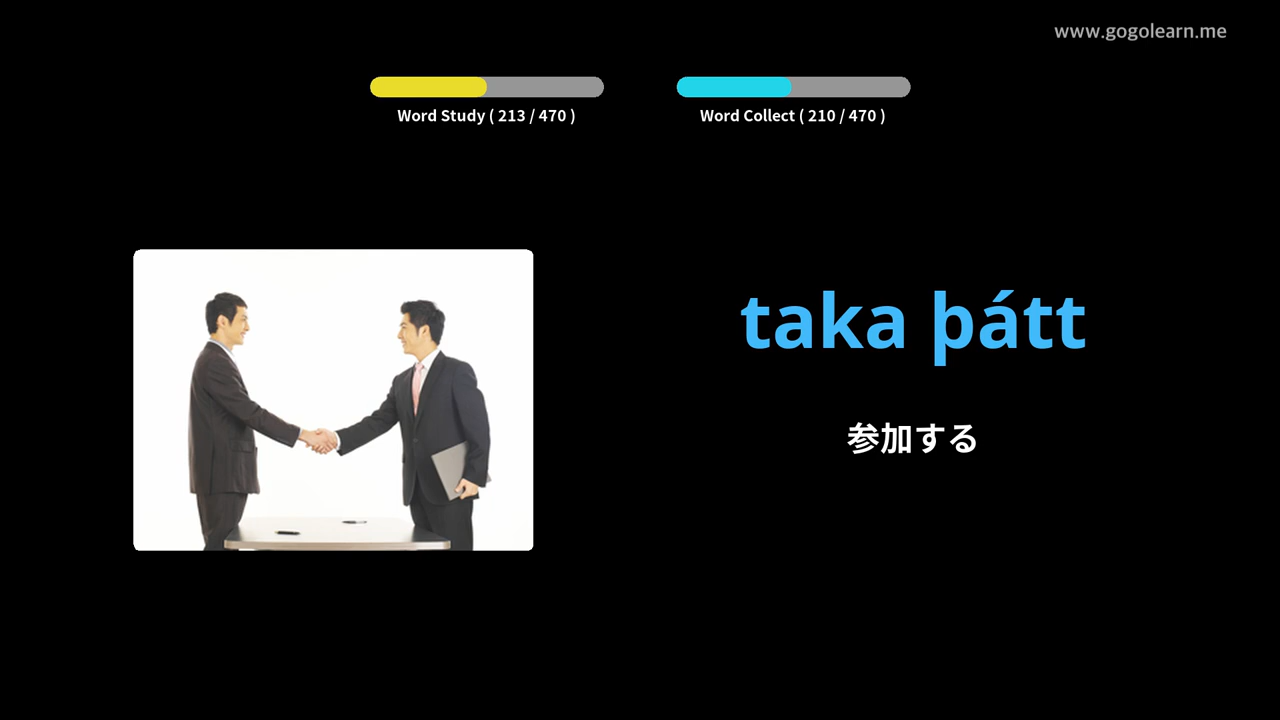 www.gogolearn.me
Word Study ( 213 / 470 )
Word Collect ( 210 / 470 )
taka þátt
参加する